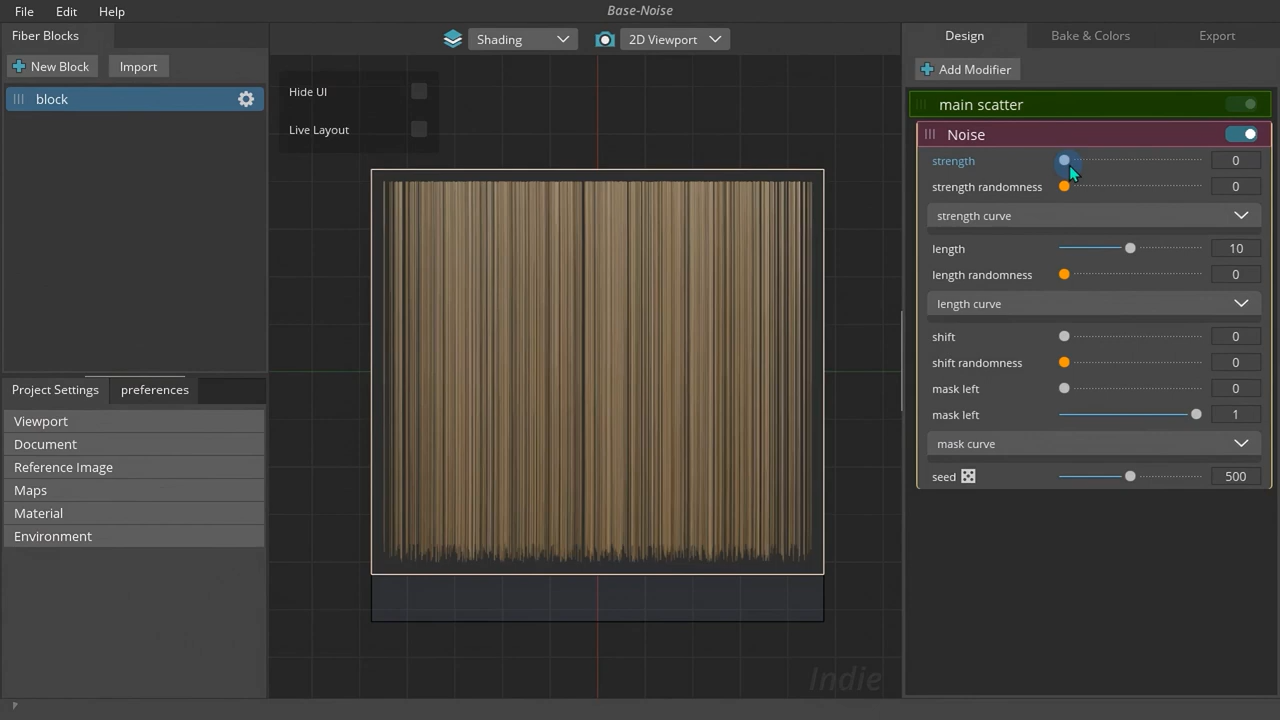 File Edit Help
Base-Noise
Fiber Blocks
New Block Import
block
Shading
2D Viewport
Hide UI
Live Layout
Project Settings preferences
Viewport
Document
Reference Image
Maps
Material
Environment
Indie
Design Bake & Colors Export
Add Modifier
main scatter
Noise
strength 0
strength randomness 0
strength curve
length 10
length randomness 0
length curve
shift 0
shift randomness 0
mask left 0
mask left 1
mask curve
seed 500